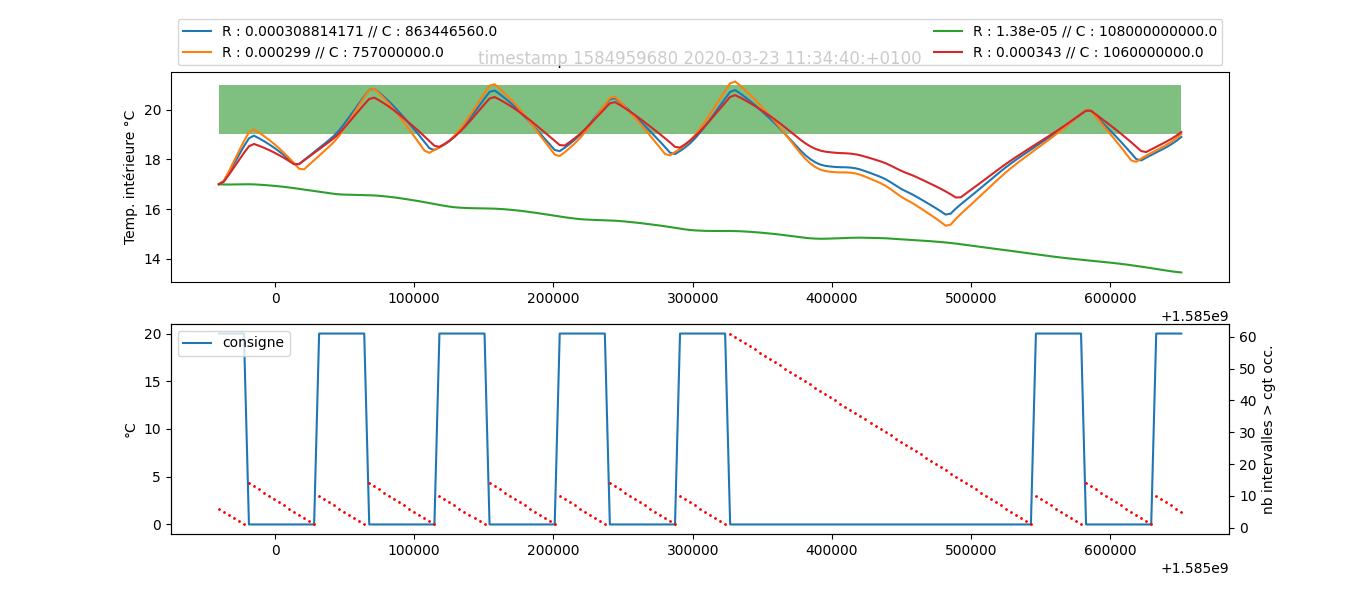 R : 0.000308814171 // C : 863446560.0
R : 0.000299 // C : 757000000.0
R : 1.38e-05 // C : 108000000000.0
R : 0.000343 // C : 1060000000.0
timestamp 1584959680 2020-03-23 11:34:40:+0100
Temp. intérieure °C
20
18
16
14
0 100000 200000 300000 400000 500000 600000
+1.585e9
consigne
°C
20
15
10
5
0
60
50
40
30
20
10
0
nb intervalles > cgt occ.
0 100000 200000 300000 400000 500000 600000
+1.585e9